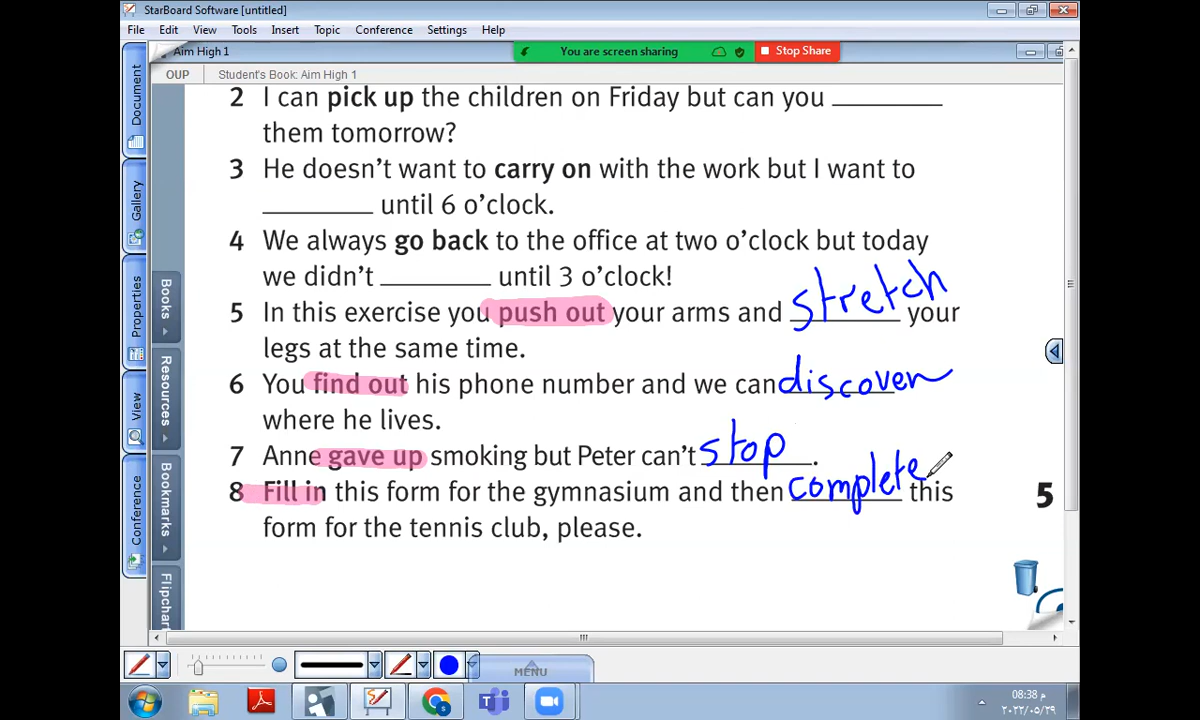 StarBoard Software [untitled]
File Edit View Tools Insert Topic Conference Settings Help
You are screen sharing Stop Share
Aim High 1
OUP Student's Book: Aim High 1
Document
Gallery
Properties
View
Conference
Books
Resources
Bookmarks
Flipchart
2 I can pick up the children on Friday but can you __________
them tomorrow?
3 He doesn't want to carry on with the work but I want to
__________ until 6 o'clock.
4 We always go back to the office at two o'clock but today
we didn't __________ until 3 o'clock!
5 In this exercise you push out your arms and stretch your
legs at the same time.
6 You find out his phone number and we can discover
where he lives.
7 Anne gave up smoking but Peter can't stop.
8 Fill in this form for the gymnasium and then complete this
form for the tennis club, please.
5
MENU
08:38 م
٢٠٢٢/٠٥/٢٩